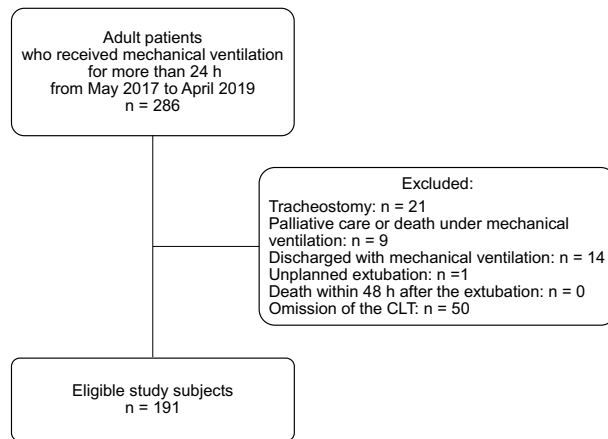 Adult patients
who received mechanical ventilation
for more than 24 h
from May 2017 to April 2019
n = 286
Excluded:
Tracheostomy: n = 21
Palliative care or death under mechanical
ventilation: n = 9
Discharged with mechanical ventilation: n = 14
Unplanned extubation: n =1
Death within 48 h after the extubation: n = 0
Omission of the CLT: n = 50
Eligible study subjects
n = 191